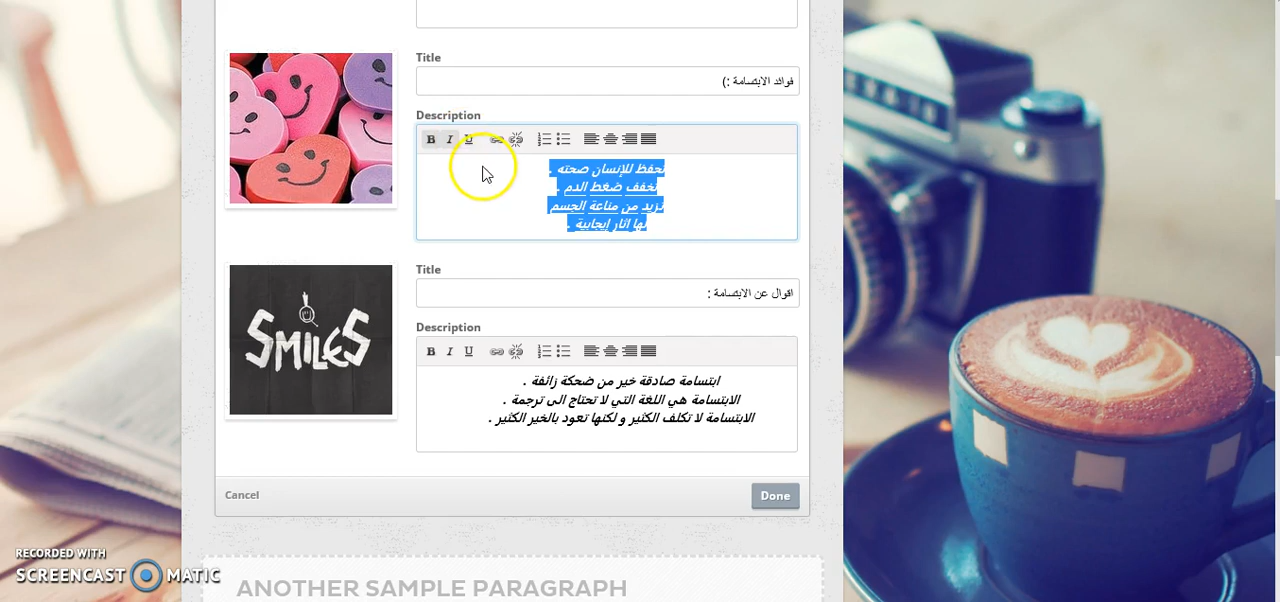 Title
فوائد الابتسامة :)
Description
B I U
تحفظ للإنسان صحته .
تخفف ضغط الدم .
تزيد من مناعة الجسم
لها اثار إيجابية .
SMILES
Title
اقوال عن الابتسامة :
Description
B I U
ابتسامة صادقة خير من ضحكة زائفة .
الابتسامة هي اللغة التي لا تحتاج الى ترجمة .
الابتسامة لا تكلف الكثير و لكنها تعود بالخير الكثير .
Cancel
Done
RECORDED WITH
SCREENCAST MATIC
ANOTHER SAMPLE PARAGRAPH